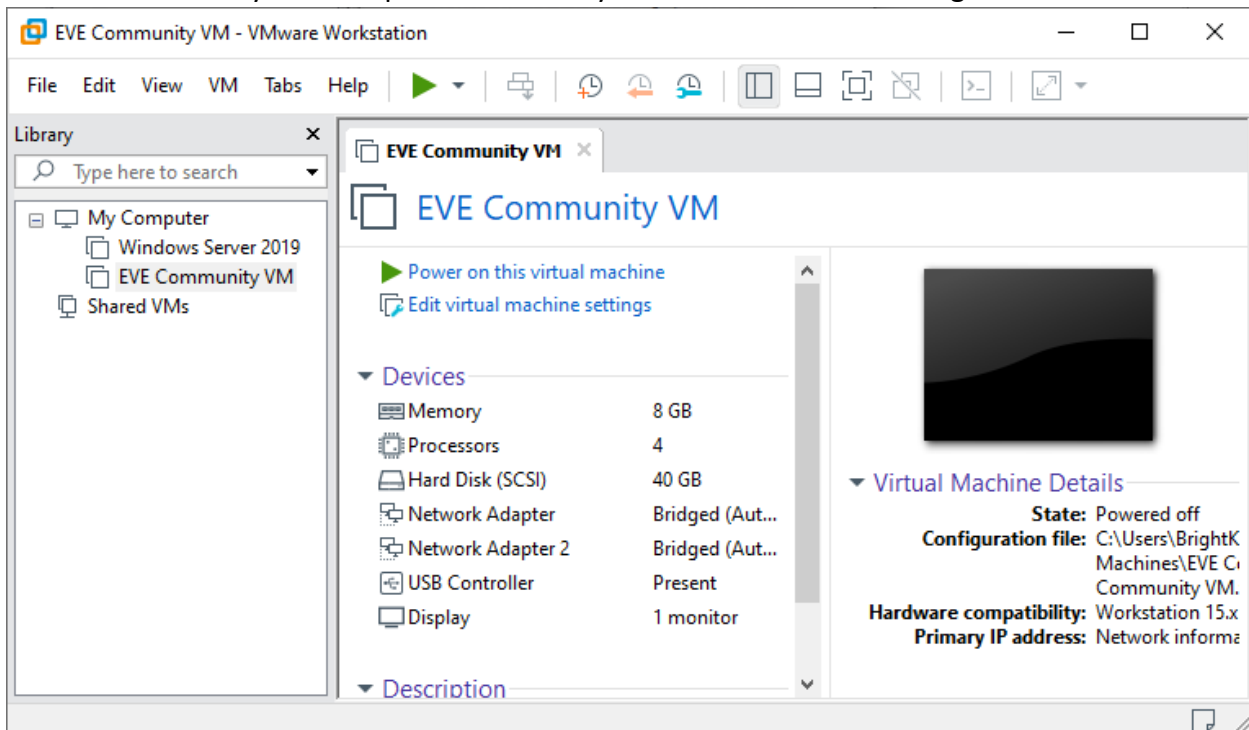 EVE Community VM - VMware Workstation
File Edit View VM Tabs Help
Library
Type here to search
My Computer
Windows Server 2019
EVE Community VM
Shared VMs
EVE Community VM
EVE Community VM
Power on this virtual machine
Edit virtual machine settings
Devices
Memory 8 GB
Processors 4
Hard Disk (SCSI) 40 GB
Network Adapter Bridged (Aut...
Network Adapter 2 Bridged (Aut...
USB Controller Present
Display 1 monitor
Description
Virtual Machine Details
State: Powered off
Configuration file: C:\Users\BrightK
Machines\EVE C
Community VM.
Hardware compatibility: Workstation 15.x
Primary IP address: Network informa